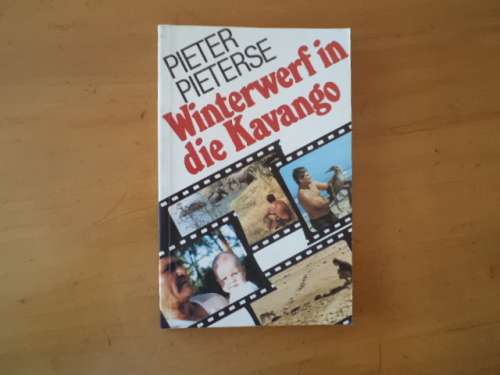 PIETER
PIETERSE
Winterwerf in
die Kavango